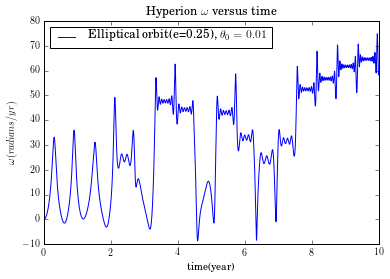 Hyperion ω versus time
Elliptical orbit(e=0.25), θ₀ = 0.01
80
70
60
50
40
30
20
10
0
−10
ω(radians/yr)
0 2 4 6 8 10
time(year)